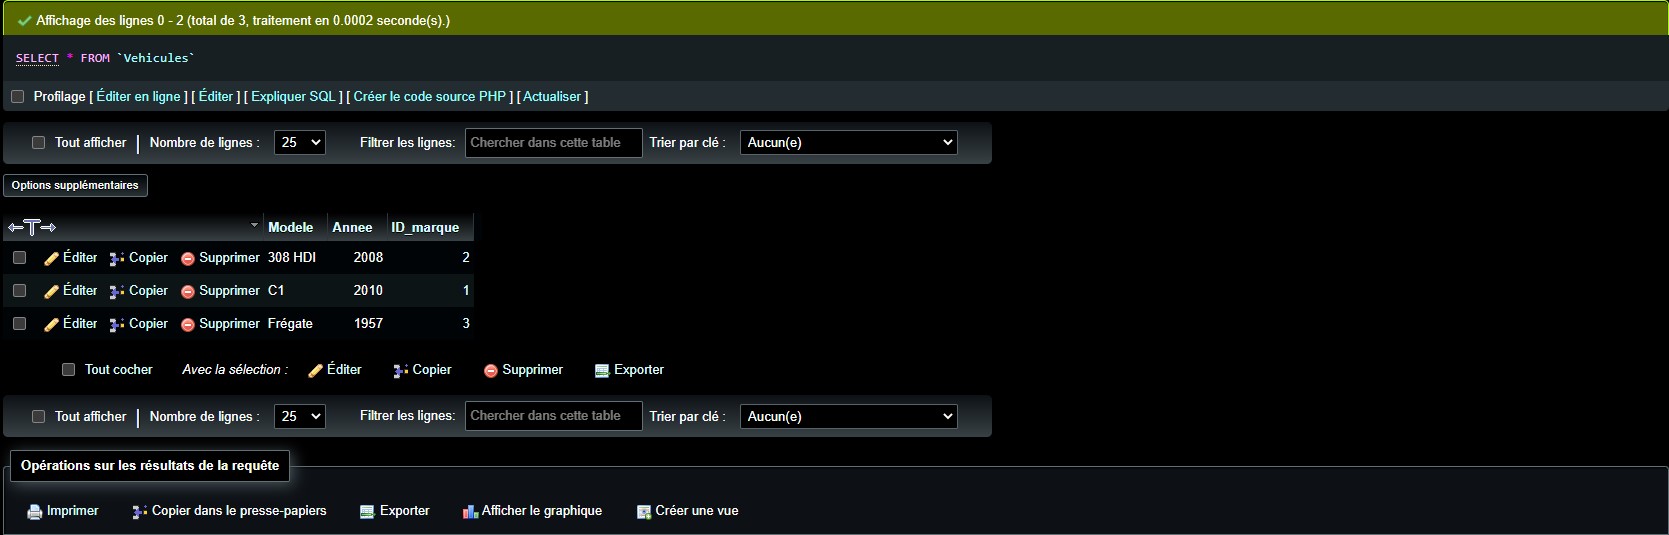 Affichage des lignes 0 - 2 (total de 3, traitement en 0.0002 seconde(s).)
SELECT * FROM `Vehicules`
Profilage [ Éditer en ligne ] [ Éditer ] [ Expliquer SQL ] [ Créer le code source PHP ] [ Actualiser ]
Tout afficher | Nombre de lignes : 25 Filtrer les lignes: Chercher dans cette table Trier par clé : Aucun(e)
Options supplémentaires
Modele Annee ID_marque
Éditer Copier Supprimer 308 HDI 2008 2
Éditer Copier Supprimer C1 2010 1
Éditer Copier Supprimer Frégate 1957 3
Tout cocher Avec la sélection : Éditer Copier Supprimer Exporter
Tout afficher | Nombre de lignes : 25 Filtrer les lignes: Chercher dans cette table Trier par clé : Aucun(e)
Opérations sur les résultats de la requête
Imprimer Copier dans le presse-papiers Exporter Afficher le graphique Créer une vue